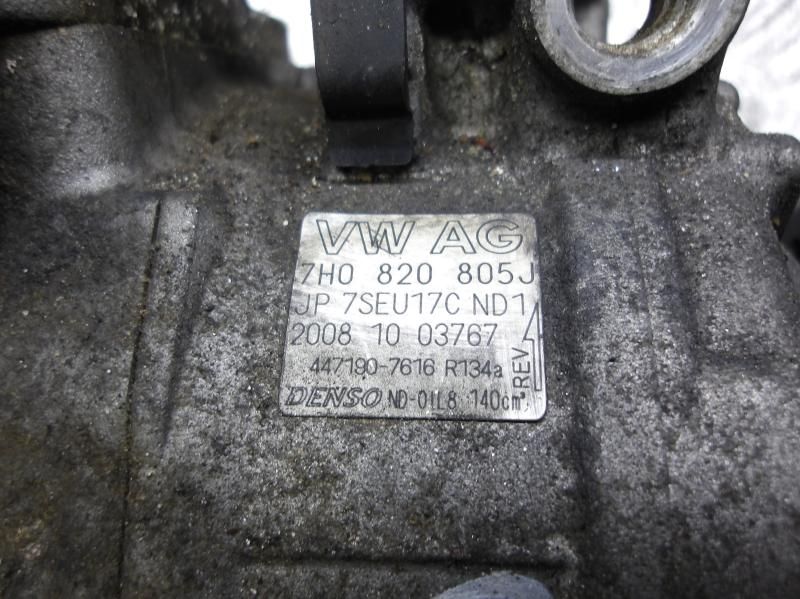 VW AG
7H0 820 805J
JP 7SEU17C ND1
2008 10 03767
447190-7616 R134a
DENSO ND-OIL8 140cm³
REV